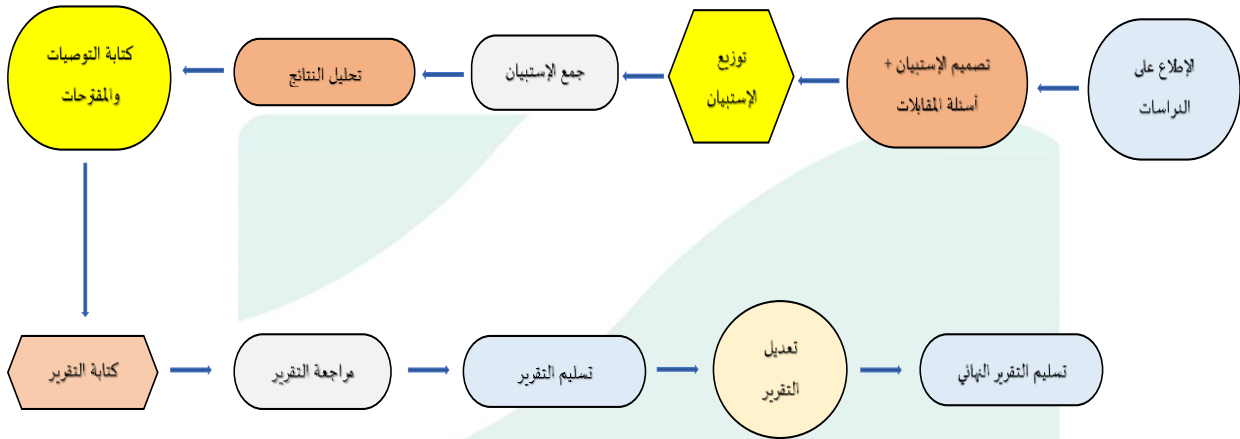 الإطلاع على
الدراسات
تصميم الإستبيان +
أسئلة المقابلات
توزيع
الإستبيان
جمع الإستبيان
تحليل النتائج
كتابة التوصيات
والمقترحات
كتابة التقرير
مراجعة التقرير
تسليم التقرير
تعديل
التقرير
تسليم التقرير النهائي